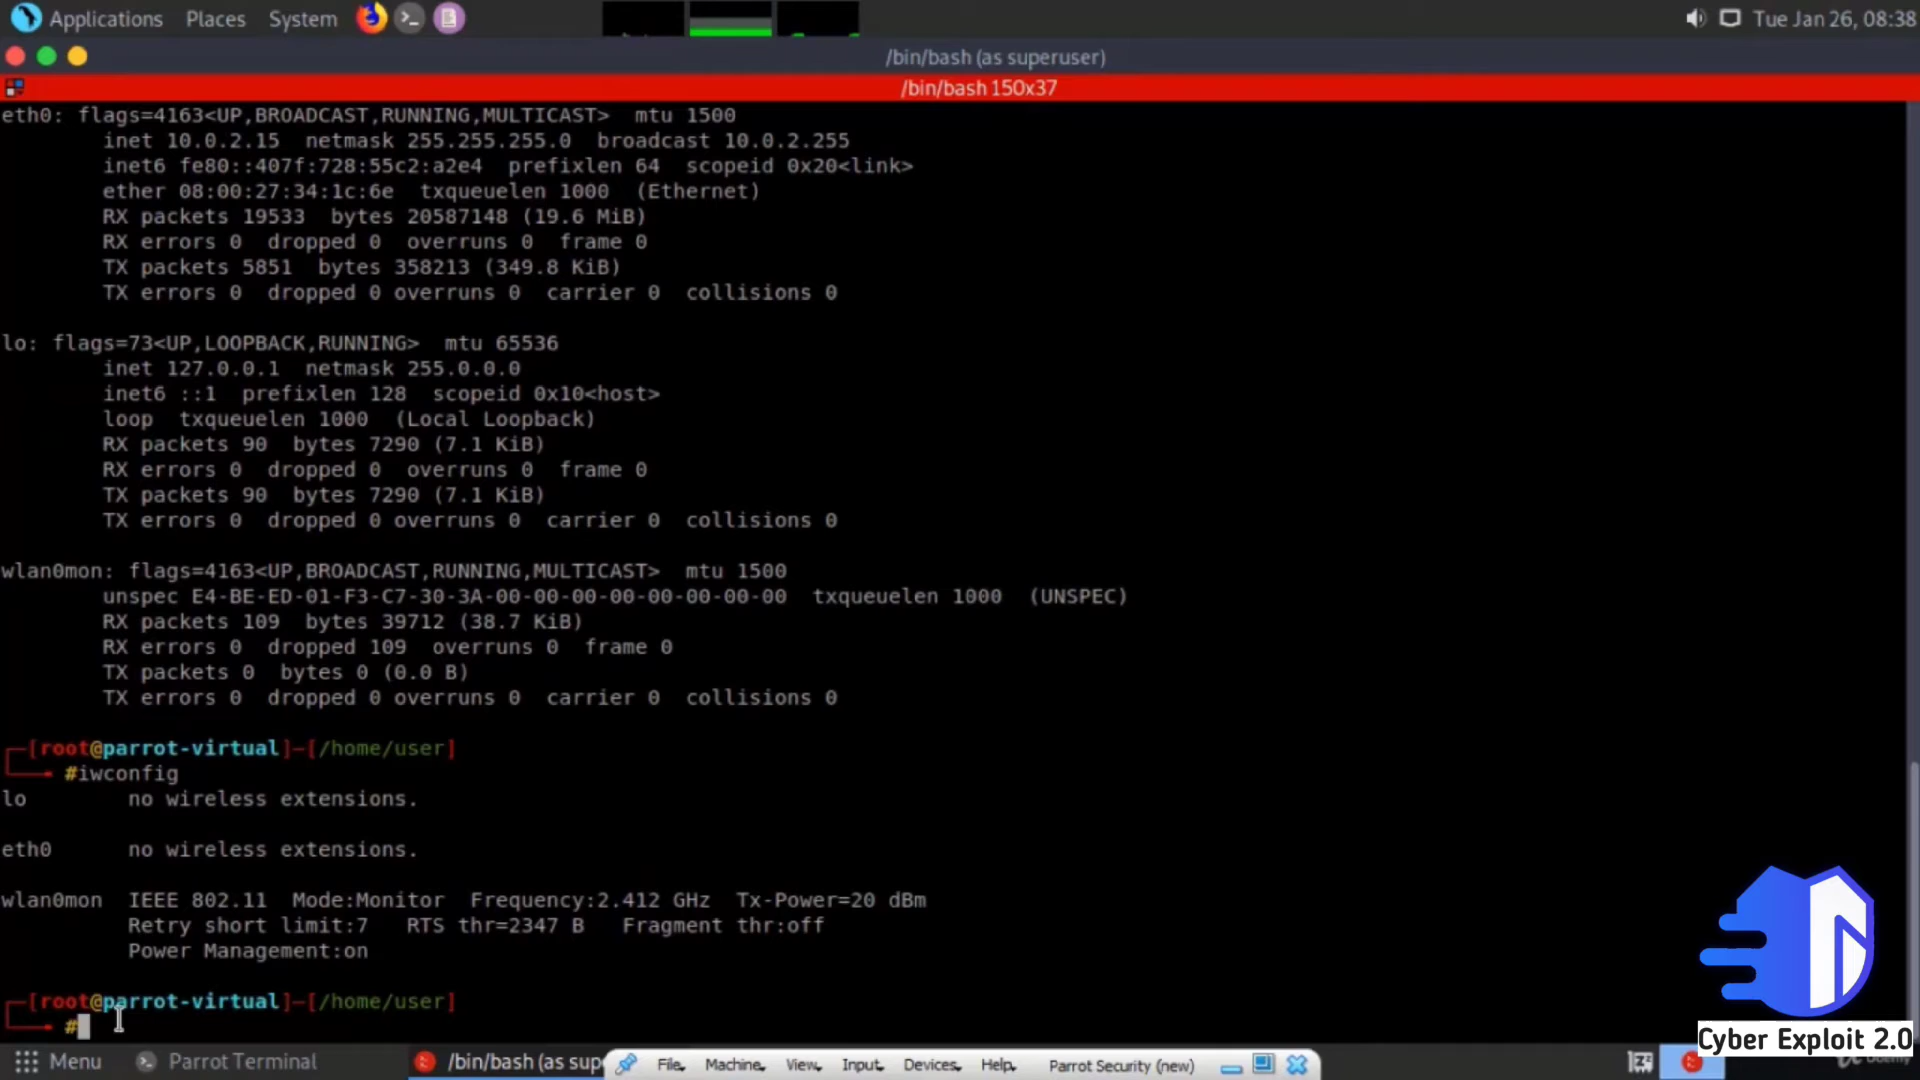 Applications Places System Tue Jan 26, 08:38
/bin/bash (as superuser)
/bin/bash 150x37
eth0: flags=4163<UP,BROADCAST,RUNNING,MULTICAST> mtu 1500
inet 10.0.2.15 netmask 255.255.255.0 broadcast 10.0.2.255
inet6 fe80::407f:728:55c2:a2e4 prefixlen 64 scopeid 0x20<link>
ether 08:00:27:34:1c:6e txqueuelen 1000 (Ethernet)
RX packets 19533 bytes 20587148 (19.6 MiB)
RX errors 0 dropped 0 overruns 0 frame 0
TX packets 5851 bytes 358213 (349.8 KiB)
TX errors 0 dropped 0 overruns 0 carrier 0 collisions 0
lo: flags=73<UP,LOOPBACK,RUNNING> mtu 65536
inet 127.0.0.1 netmask 255.0.0.0
inet6 ::1 prefixlen 128 scopeid 0x10<host>
loop txqueuelen 1000 (Local Loopback)
RX packets 90 bytes 7290 (7.1 KiB)
RX errors 0 dropped 0 overruns 0 frame 0
TX packets 90 bytes 7290 (7.1 KiB)
TX errors 0 dropped 0 overruns 0 carrier 0 collisions 0
wlan0mon: flags=4163<UP,BROADCAST,RUNNING,MULTICAST> mtu 1500
unspec E4-BE-ED-01-F3-C7-30-3A-00-00-00-00-00-00-00-00 txqueuelen 1000 (UNSPEC)
RX packets 109 bytes 39712 (38.7 KiB)
RX errors 0 dropped 109 overruns 0 frame 0
TX packets 0 bytes 0 (0.0 B)
TX errors 0 dropped 0 overruns 0 carrier 0 collisions 0
[root@parrot-virtual]-[/home/user]
#iwconfig
lo no wireless extensions.
eth0 no wireless extensions.
wlan0mon IEEE 802.11 Mode:Monitor Frequency:2.412 GHz Tx-Power=20 dBm
Retry short limit:7 RTS thr=2347 B Fragment thr:off
Power Management:on
[root@parrot-virtual]-[/home/user]
#
Cyber Exploit 2.0
Menu Parrot Terminal /bin/bash (as sup File Machine View Input Devices Help Parrot Security (new)